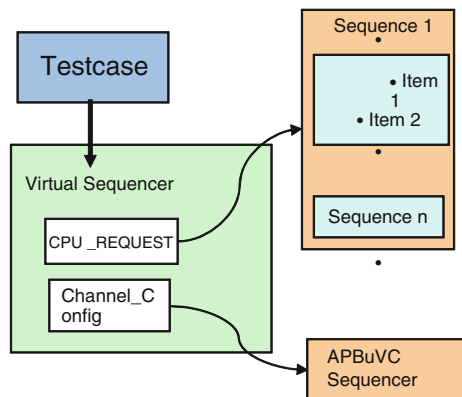 Testcase
Virtual Sequencer
CPU _REQUEST
Channel_C
onfig
Sequence 1
• Item
1
• Item 2
Sequence n
APBuVC
Sequencer